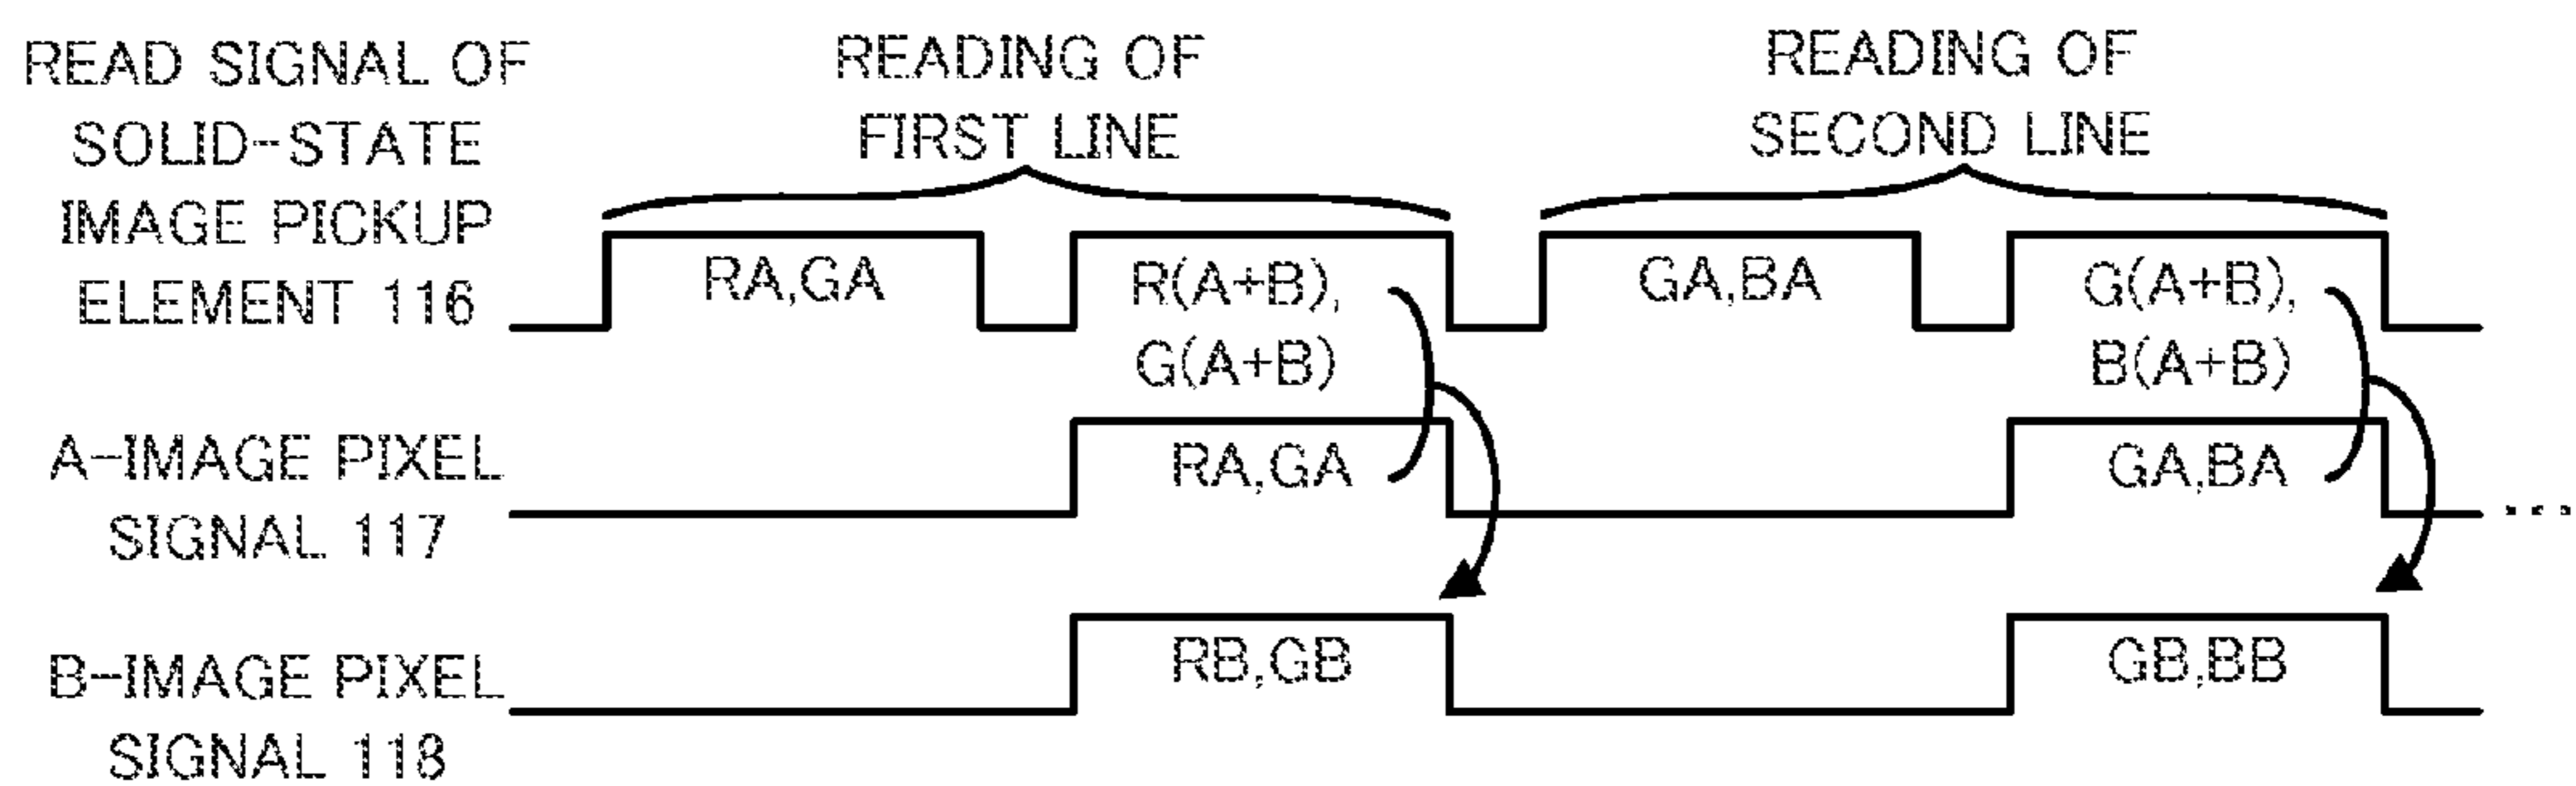 READ SIGNAL OF
SOLID-STATE
IMAGE PICKUP
ELEMENT 116
READING OF
FIRST LINE
READING OF
SECOND LINE
RA,GA
R(A+B),
G(A+B)
GA,BA
G(A+B),
B(A+B)
A-IMAGE PIXEL
SIGNAL 117
RA,GA
GA,BA
...
B-IMAGE PIXEL
SIGNAL 118
RB,GB
GB,BB